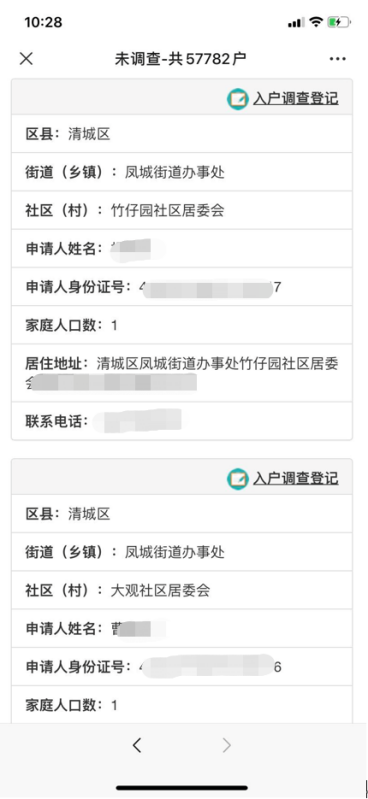 10:28
未调查-共57782户
入户调查登记
区县：清城区
街道（乡镇）：凤城街道办事处
社区（村）：竹仔园社区居委会
申请人姓名：
申请人身份证号：4 7
家庭人口数：1
居住地址：清城区凤城街道办事处竹仔园社区居委
会
联系电话：
入户调查登记
区县：清城区
街道（乡镇）：凤城街道办事处
社区（村）：大观社区居委会
申请人姓名：曹
申请人身份证号：4 6
家庭人口数：1